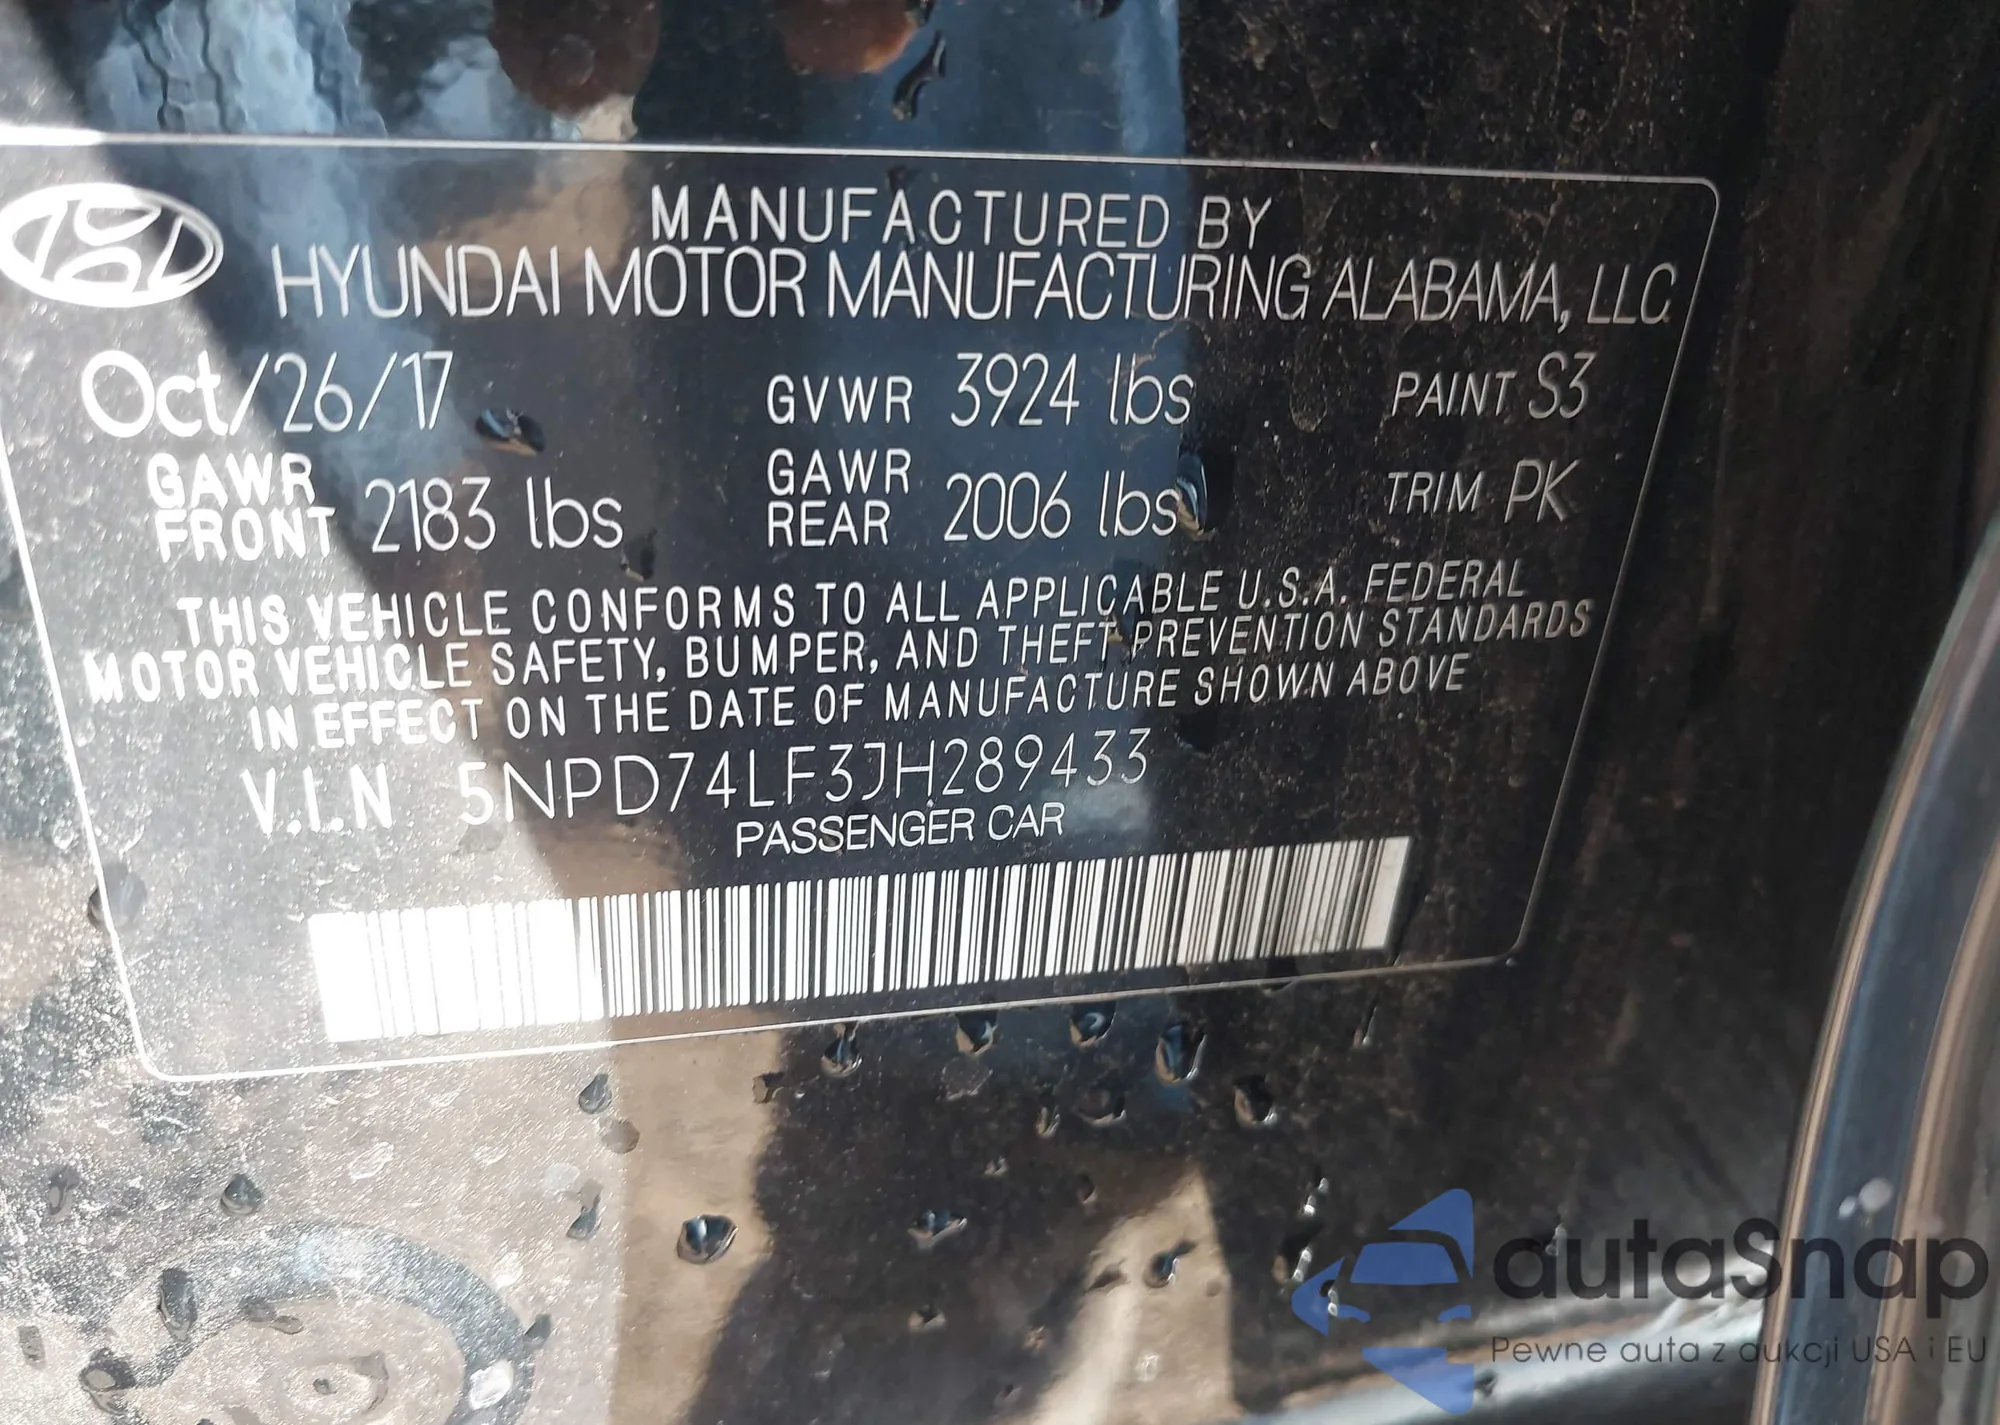 MANUFACTURED BY
HYUNDAI MOTOR MANUFACTURING ALABAMA, LLC
Oct/26/17 GVWR 3924 lbs PAINT S3
GAWR FRONT 2183 lbs GAWR REAR 2006 lbs TRIM PK
THIS VEHICLE CONFORMS TO ALL APPLICABLE U.S.A. FEDERAL
MOTOR VEHICLE SAFETY, BUMPER, AND THEFT PREVENTION STANDARDS
IN EFFECT ON THE DATE OF MANUFACTURE SHOWN ABOVE
V.I.N 5NPD74LF3JH289433
PASSENGER CAR
autaSnap
Pewne auta z aukcji USA i EU